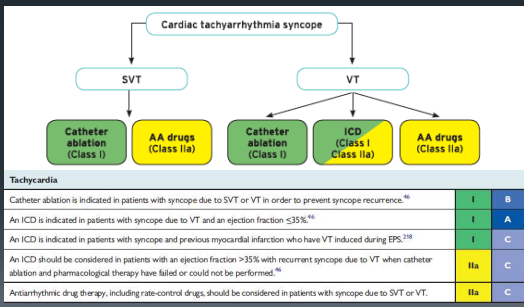 Cardiac tachyarrhythmia syncope
SVT
VT
Catheter
ablation
(Class I)
AA drugs
(Class IIa)
Catheter
ablation
(Class I)
ICD
(Class I
Class IIa)
AA drugs
(Class IIa)
Tachycardia
Catheter ablation is indicated in patients with syncope due to SVT or VT in order to prevent syncope recurrence.46 I B
An ICD is indicated in patients with syncope due to VT and an ejection fraction ≤35%.46 I A
An ICD is indicated in patients with syncope and previous myocardial infarction who have VT induced during EPS.218 I C
An ICD should be considered in patients with an ejection fraction >35% with recurrent syncope due to VT when catheter
ablation and pharmacological therapy have failed or could not be performed.46 IIa C
Antiarrhythmic drug therapy, including rate-control drugs, should be considered in patients with syncope due to SVT or VT. IIa C